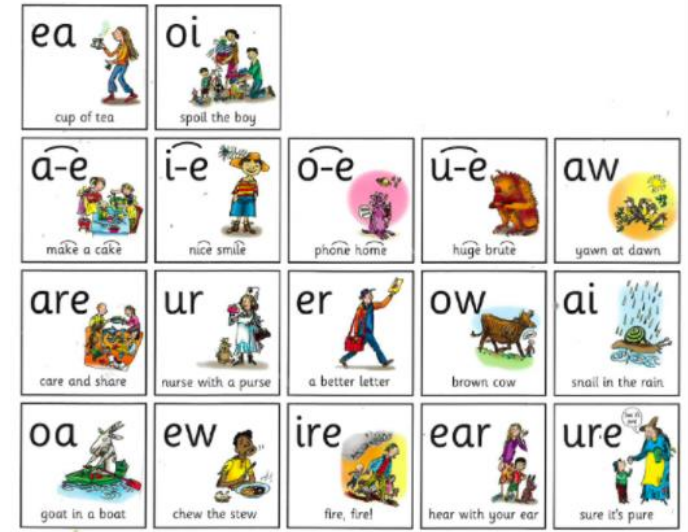 ea
cup of tea
oi
spoil the boy
a-e
make a cake
i-e
nice smile
o-e
phone home
u-e
huge brute
aw
yawn at dawn
are
care and share
ur
nurse with a purse
er
a better letter
ow
brown cow
ai
snail in the rain
oa
goat in a boat
ew
chew the stew
ire
fire, fire!
ear
hear with your ear
ure
sure it's pure